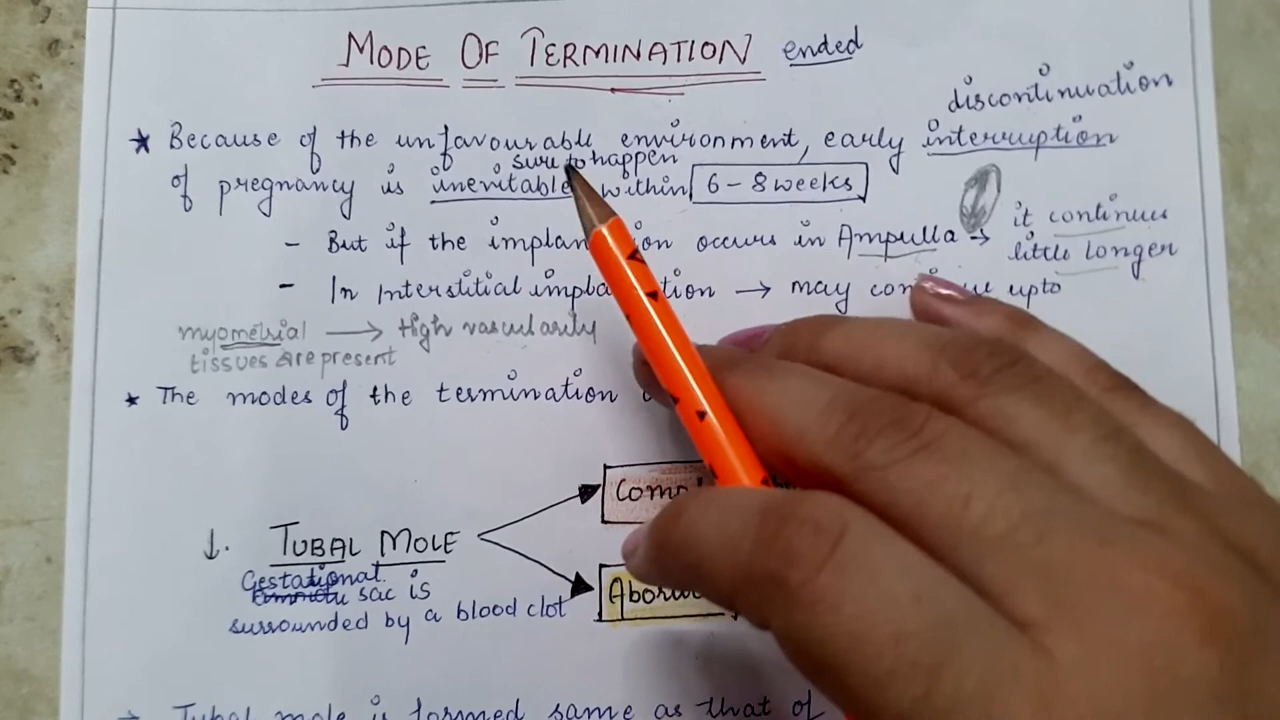 MODE OF TERMINATION ended
discontinuation
★ Because of the unfavourable environment, early interruption
sure to happen
of pregnancy is inevitable within 6-8 weeks
- But if the implan ion occurs in Ampulla → it continues
little longer
- In Interstitial impla tion → may con ue upto
myometrial → High vascularity
tissues are present
★ The modes of the termination
Comp
↓. TUBAL MOLE
Gestational
sac is
Abor
surrounded by a blood clot
→ Tubal mole is formed same as that of